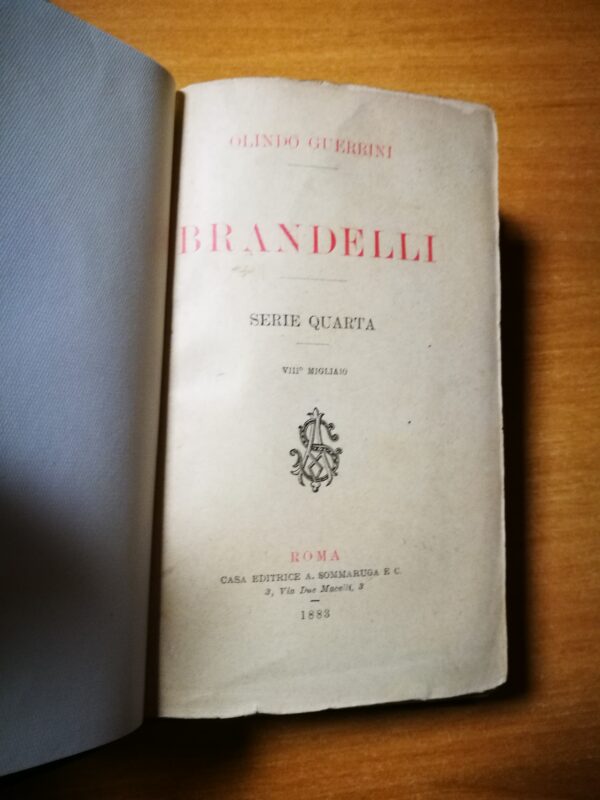 OLINDO GUERRINI
BRANDELLI
SERIE QUARTA
VIII° MIGLIAIO
ROMA
CASA EDITRICE A. SOMMARUGA E C.
3, Via Due Macelli, 3
1883